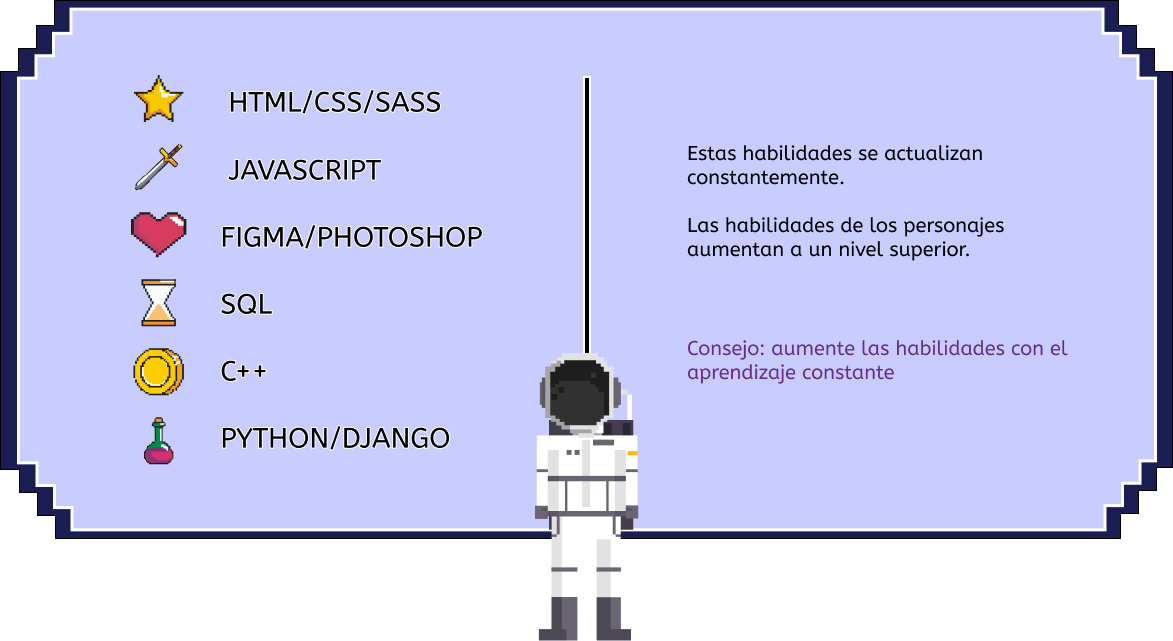 HTML/CSS/SASS
JAVASCRIPT
FIGMA/PHOTOSHOP
SQL
C++
PYTHON/DJANGO
Estas habilidades se actualizan
constantemente.
Las habilidades de los personajes
aumentan a un nivel superior.
Consejo: aumente las habilidades con el
aprendizaje constante